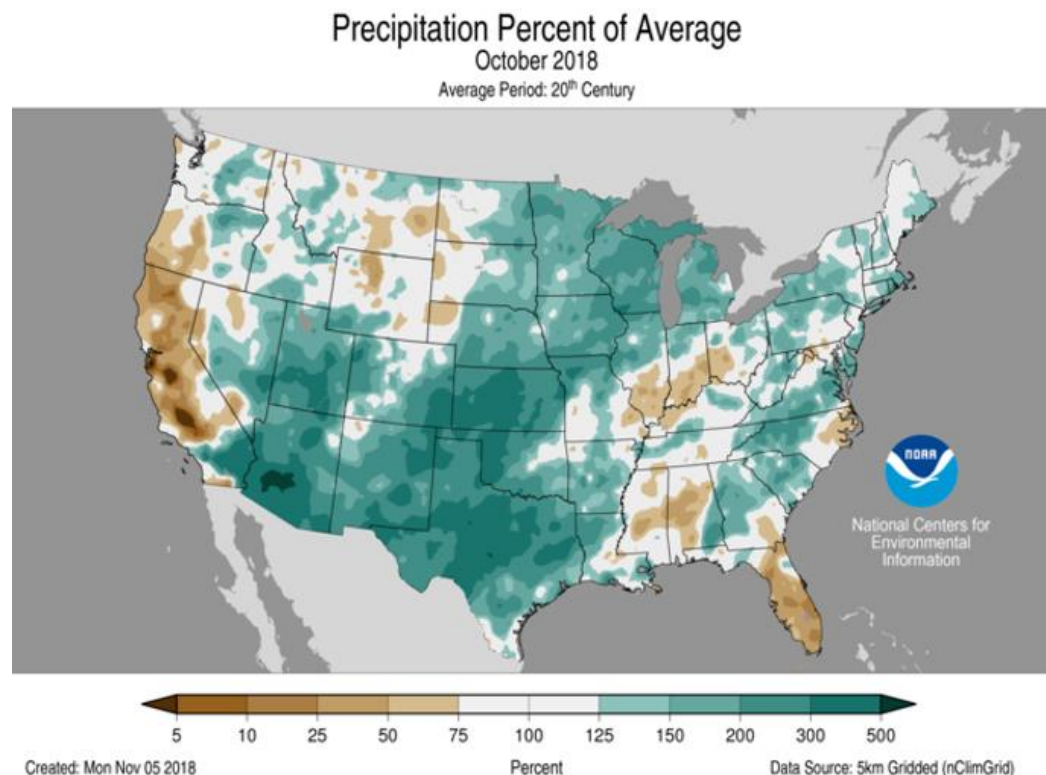 Precipitation Percent of Average
October 2018
Average Period: 20th Century
NOAA
National Centers for
Environmental
Information
5 10 25 50 75 100 125 150 200 300 500
Created: Mon Nov 05 2018 Percent Data Source: 5km Gridded (nClimGrid)